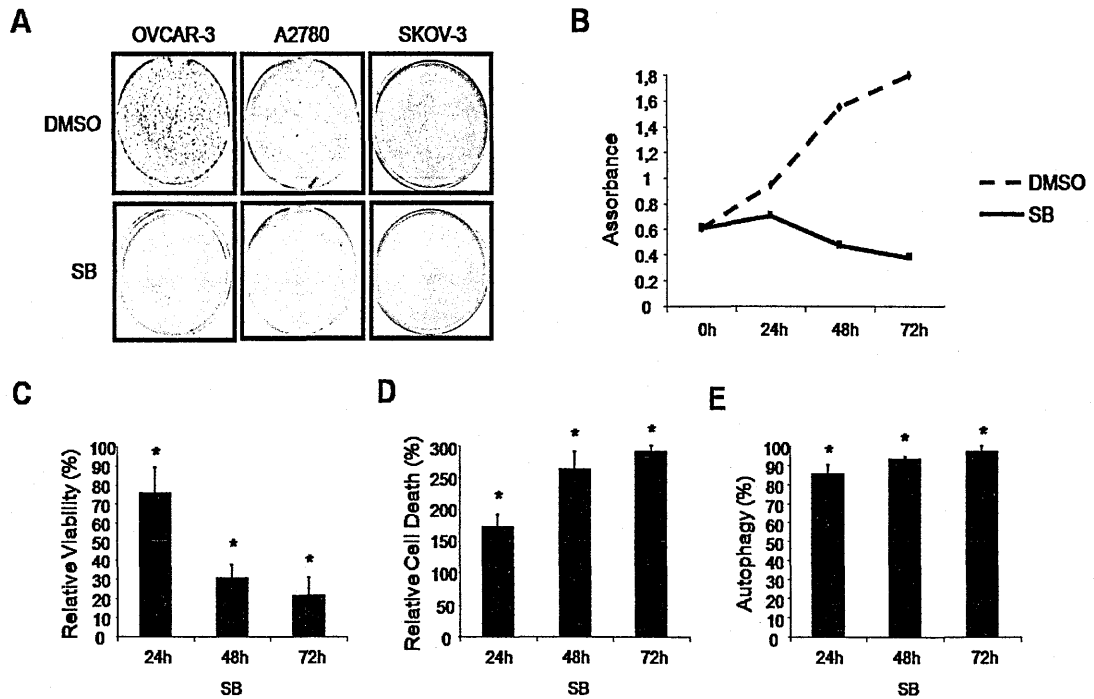 A
OVCAR-3 A2780 SKOV-3
DMSO
SB
B
Assorbance
1,8
1,6
1,4
1,2
1
0.8
0.6
0.4
0.2
0
0h 24h 48h 72h
DMSO
SB
C
Relative Viability (%)
100
90
80
70
60
50
40
30
20
10
0
* * *
24h 48h 72h
SB
D
Relative Cell Death (%)
300
250
200
150
100
50
0
* * *
24h 48h 72h
SB
E
Autophagy (%)
100
90
80
70
60
50
40
30
20
10
0
* * *
24h 48h 72h
SB